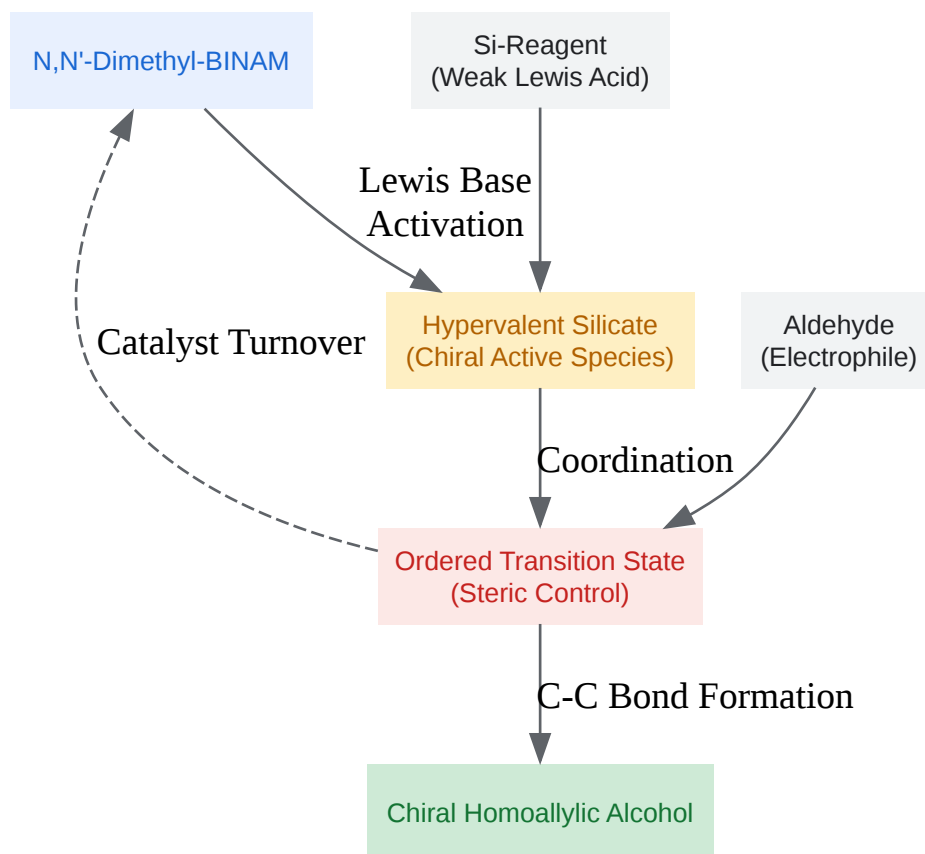 N,N'-Dimethyl-BINAM
Si-Reagent
(Weak Lewis Acid)
Lewis Base
Activation
Hypervalent Silicate
(Chiral Active Species)
Aldehyde
(Electrophile)
Catalyst Turnover
Coordination
Ordered Transition State
(Steric Control)
C-C Bond Formation
Chiral Homoallylic Alcohol